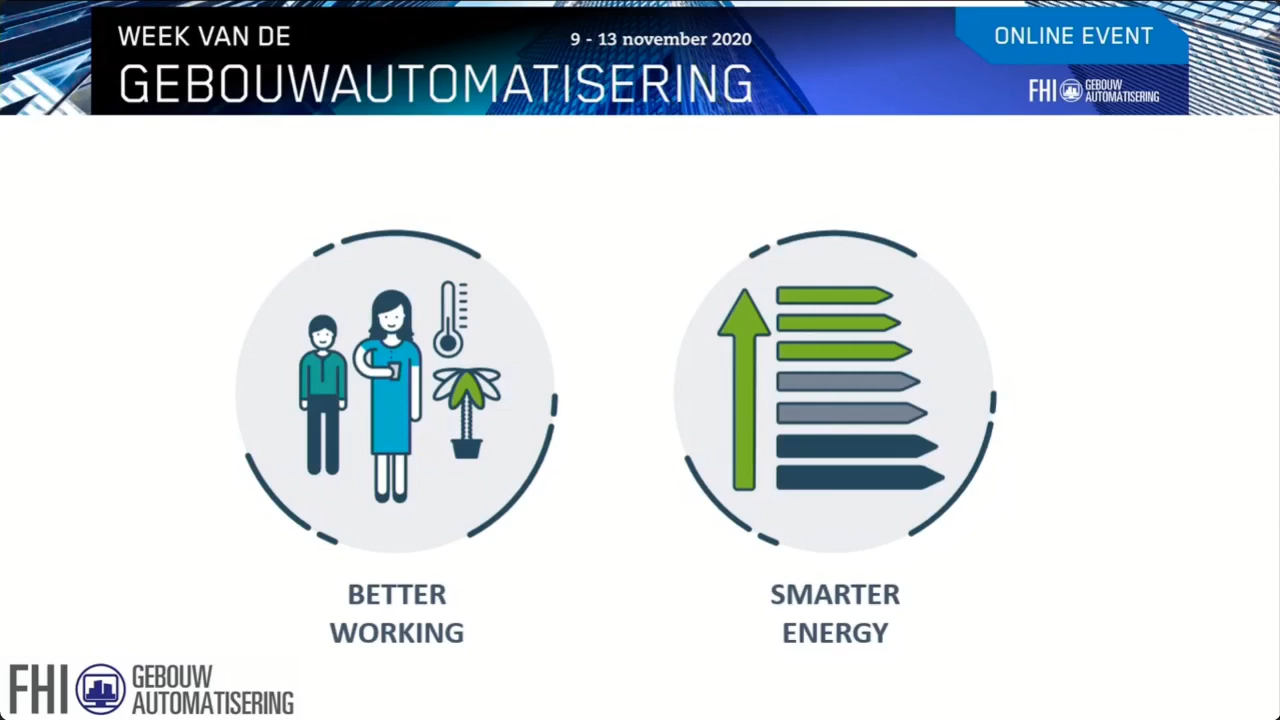 WEEK VAN DE
9 - 13 november 2020
ONLINE EVENT
GEBOUWAUTOMATISERING
FHI GEBOUW
AUTOMATISERING
BETTER
WORKING
SMARTER
ENERGY
FHI GEBOUW
AUTOMATISERING